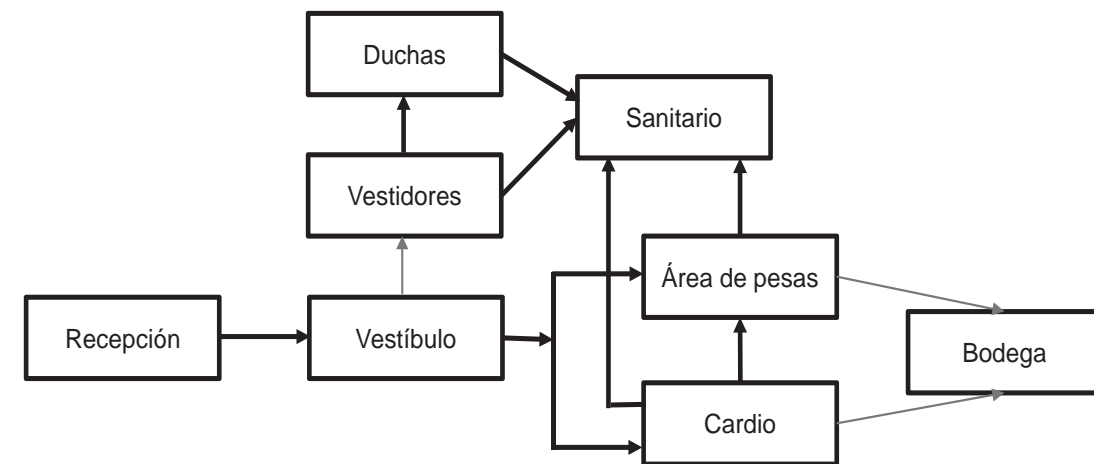 Duchas
Sanitario
Vestidores
Área de pesas
Recepción
Vestíbulo
Bodega
Cardio